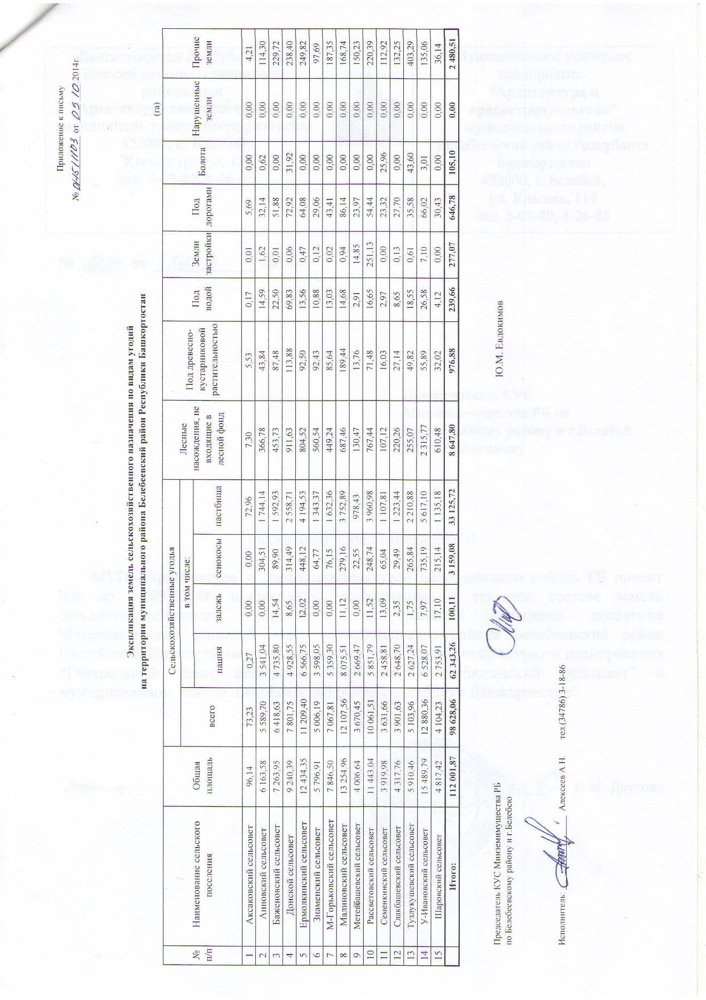 Приложение к письму
№ 01-15/1103 от 09.10.2014г.
Экспликация земель сельскохозяйственного назначения по видам угодий
на территории муниципального района Белебеевский район Республики Башкортостан
(га)
№ п/п | Наименование сельского посления | Общая площадь | Сельскохозяйственные угодья | Лесные насождения, не входящие в лесной фонд | Под древесно-кустарниковой растительностью | Под водой | Земли застройки | Под дорогами | Болота | Нарушенные земли | Прочие земли
всего | в том числе:
пашня | залежь | сенокосы | пастбища
1 | Аксаковский сельсовет | 96,14 | 73,23 | 0,27 | 0,00 | 0,00 | 72,96 | 7,30 | 5,53 | 0,17 | 0,01 | 5,69 | 0,00 | 0,00 | 4,21
2 | Анновский сельсовет | 6 163,58 | 5 589,70 | 3 541,04 | 0,00 | 304,51 | 1 744,14 | 366,78 | 43,84 | 14,59 | 1,62 | 32,14 | 0,62 | 0,00 | 114,30
3 | Баженовский сельсовет | 7 263,95 | 6 418,63 | 4 735,80 | 14,54 | 89,90 | 1 592,93 | 453,73 | 87,48 | 22,50 | 0,01 | 51,88 | 0,00 | 0,00 | 229,72
4 | Донской сельсовет | 9 240,39 | 7 801,75 | 4 928,55 | 8,65 | 314,49 | 2 558,71 | 911,63 | 113,88 | 69,83 | 0,06 | 72,92 | 31,92 | 0,00 | 238,40
5 | Ермолкинский сельсовет | 12 434,35 | 11 209,40 | 6 566,75 | 12,02 | 448,12 | 4 194,53 | 804,52 | 92,50 | 13,56 | 0,47 | 64,08 | 0,00 | 0,00 | 249,82
6 | Знаменский сельсовет | 5 796,91 | 5 006,19 | 3 598,05 | 0,00 | 64,77 | 1 343,37 | 560,54 | 92,43 | 10,88 | 0,12 | 29,06 | 0,00 | 0,00 | 97,69
7 | М-Горьковский сельсовет | 7 846,50 | 7 067,81 | 5 359,30 | 0,00 | 76,15 | 1 632,36 | 449,24 | 85,64 | 13,03 | 0,02 | 43,41 | 0,00 | 0,00 | 187,35
8 | Малиновский сельсовет | 13 254,96 | 12 107,56 | 8 075,51 | 11,12 | 279,16 | 3 752,89 | 687,46 | 189,44 | 14,68 | 0,94 | 86,14 | 0,00 | 0,00 | 168,74
9 | Метевбашевский сельсовет | 4 006,64 | 3 670,45 | 2 669,47 | 0,00 | 22,55 | 978,43 | 130,47 | 13,76 | 2,91 | 14,85 | 23,97 | 0,00 | 0,00 | 150,23
10 | Рассветовский сельсовет | 11 443,04 | 10 061,51 | 5 851,79 | 11,52 | 248,74 | 3 960,98 | 767,44 | 71,48 | 16,65 | 251,13 | 54,44 | 0,00 | 0,00 | 220,39
11 | Семенкинский сельсовет | 3 919,98 | 3 631,66 | 2 458,81 | 13,09 | 65,04 | 1 107,81 | 107,12 | 16,03 | 2,97 | 0,00 | 23,32 | 25,96 | 0,00 | 112,92
12 | Слакбашевский сельсовет | 4 317,76 | 3 901,63 | 2 648,70 | 2,35 | 29,49 | 1 223,44 | 220,26 | 27,14 | 8,65 | 0,13 | 27,70 | 0,00 | 0,00 | 132,25
13 | Тузлукушевский сельсовет | 5 910,46 | 5 103,96 | 2 627,24 | 1,75 | 265,84 | 2 210,88 | 255,07 | 49,82 | 18,55 | 0,61 | 35,58 | 43,60 | 0,00 | 403,29
14 | У-Ивановский сельсовет | 15 489,79 | 12 880,36 | 6 528,07 | 7,97 | 735,19 | 5 617,10 | 2 315,77 | 55,89 | 26,58 | 7,10 | 66,02 | 3,01 | 0,00 | 135,06
15 | Шаровский сельсовет | 4 817,42 | 4 104,23 | 2 753,91 | 17,10 | 215,14 | 1 135,18 | 610,48 | 32,02 | 4,12 | 0,00 | 30,43 | 0,00 | 0,00 | 36,14
Итого: | 112 001,87 | 98 628,06 | 62 343,26 | 100,11 | 3 159,08 | 33 125,72 | 8 647,80 | 976,88 | 239,66 | 277,07 | 646,78 | 105,10 | 0,00 | 2 480,51
Председатель КУС Минземимущества РБ
по Белебеевскому району и г.Белебею
Ю.М. Евдокимов
Исполнитель: Алексеев А.Н. тел.(34786) 3-18-86